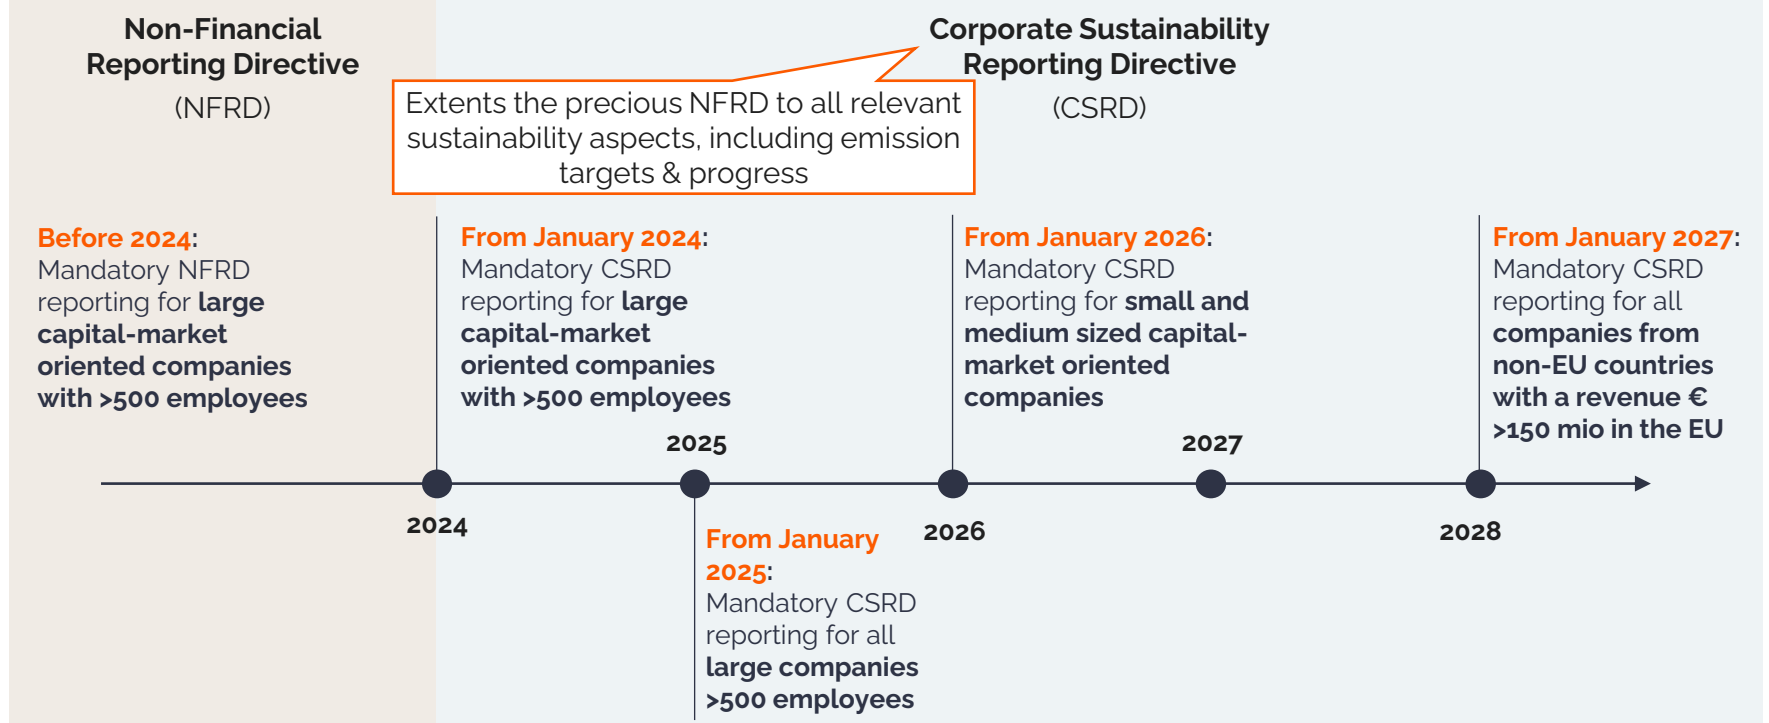 Non-Financial
Reporting Directive
(NFRD)
Corporate Sustainability
Reporting Directive
(CSRD)
Extents the precious NFRD to all relevant
sustainability aspects, including emission
targets & progress
Before 2024:
Mandatory NFRD
reporting for large
capital-market
oriented companies
with >500 employees
From January 2024:
Mandatory CSRD
reporting for large
capital-market
oriented companies
with >500 employees
From January 2026:
Mandatory CSRD
reporting for small and
medium sized capital-
market oriented
companies
From January 2027:
Mandatory CSRD
reporting for all
companies from
non-EU countries
with a revenue €
>150 mio in the EU
2025
2027
2024
2026
2028
From January
2025:
Mandatory CSRD
reporting for all
large companies
>500 employees